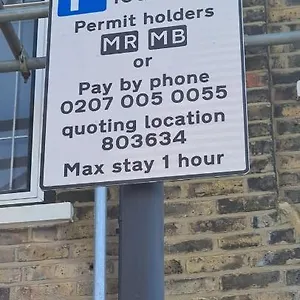 Permit holders
MR MB
or
Pay by phone
0207 005 0055
quoting location
803634
Max stay 1 hour